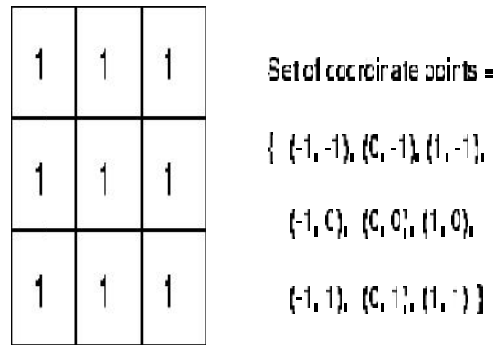 1 1 1
1 1 1
1 1 1
Set of coordinate points =
{ (-1, -1), (0, -1), (1, -1),
(-1, 0), (0, 0), (1, 0),
(-1, 1), (0, 1), (1, 1) }